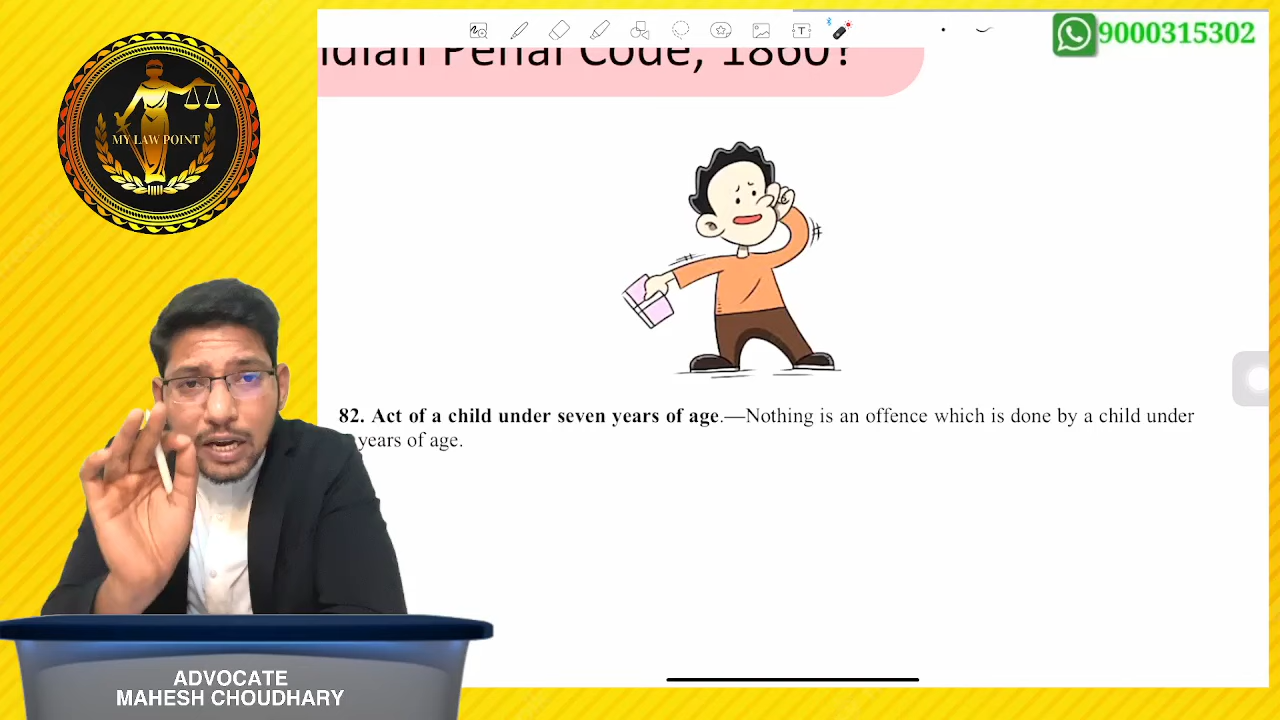 MY LAW POINT
9000315302
Penal Code, 1860?
82. Act of a child under seven years of age.—Nothing is an offence which is done by a child under
years of age.
ADVOCATE
MAHESH CHOUDHARY
T